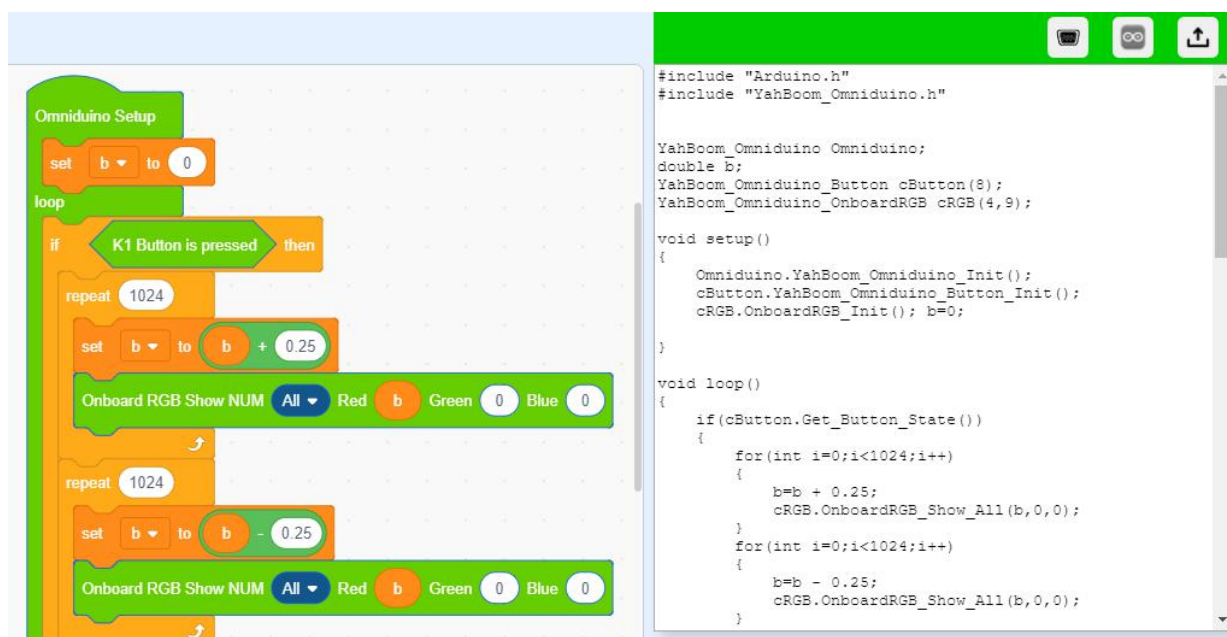 Omniduino Setup
set b to 0
loop
if K1 Button is pressed then
repeat 1024
set b to b + 0.25
Onboard RGB Show NUM All Red b Green 0 Blue 0
repeat 1024
set b to b - 0.25
Onboard RGB Show NUM All Red b Green 0 Blue 0
#include "Arduino.h"
#include "YahBoom_Omniduino.h"
YahBoom_Omniduino Omniduino;
double b;
YahBoom_Omniduino_Button cButton(8);
YahBoom_Omniduino_OnboardRGB cRGB(4,9);
void setup()
{
Omniduino.YahBoom_Omniduino_Init();
cButton.YahBoom_Omniduino_Button_Init();
cRGB.OnboardRGB_Init(); b=0;
}
void loop()
{
if(cButton.Get_Button_State())
{
for(int i=0;i<1024;i++)
{
b=b + 0.25;
cRGB.OnboardRGB_Show_All(b,0,0);
}
for(int i=0;i<1024;i++)
{
b=b - 0.25;
cRGB.OnboardRGB_Show_All(b,0,0);
}